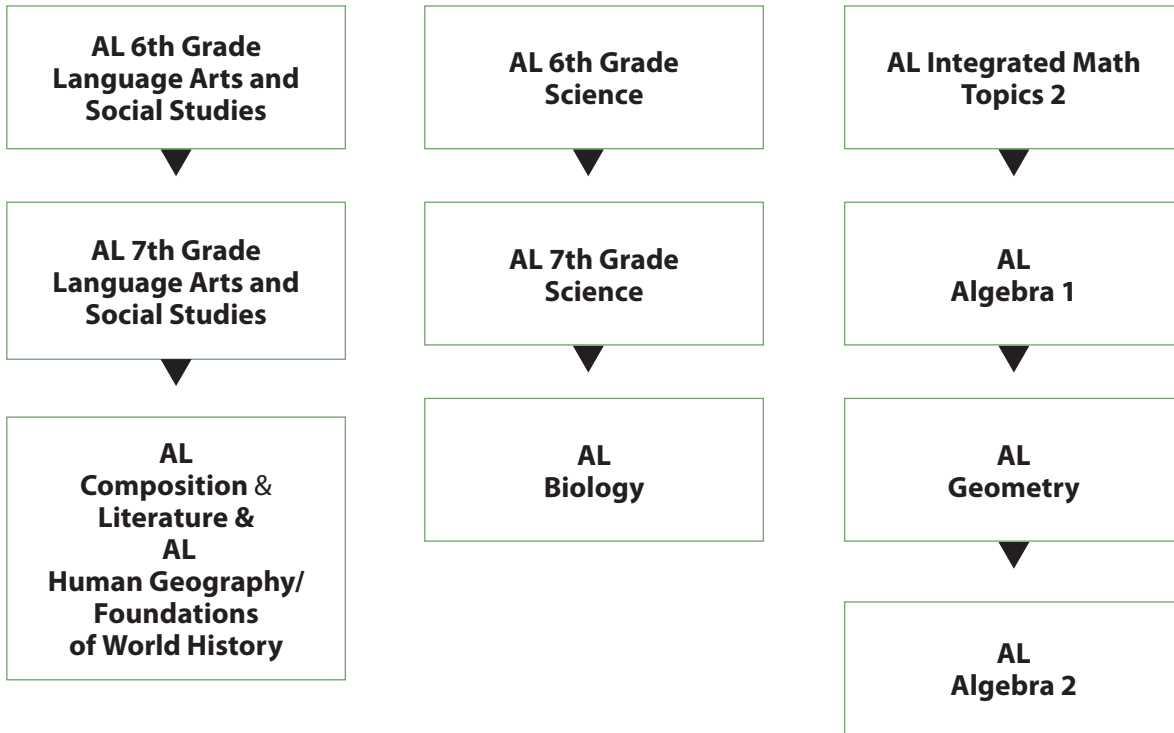 AL 6th Grade
Language Arts and
Social Studies
AL 6th Grade
Science
AL Integrated Math
Topics 2
AL 7th Grade
Language Arts and
Social Studies
AL 7th Grade
Science
AL
Algebra 1
AL
Composition &
Literature &
AL
Human Geography/
Foundations
of World History
AL
Biology
AL
Geometry
AL
Algebra 2